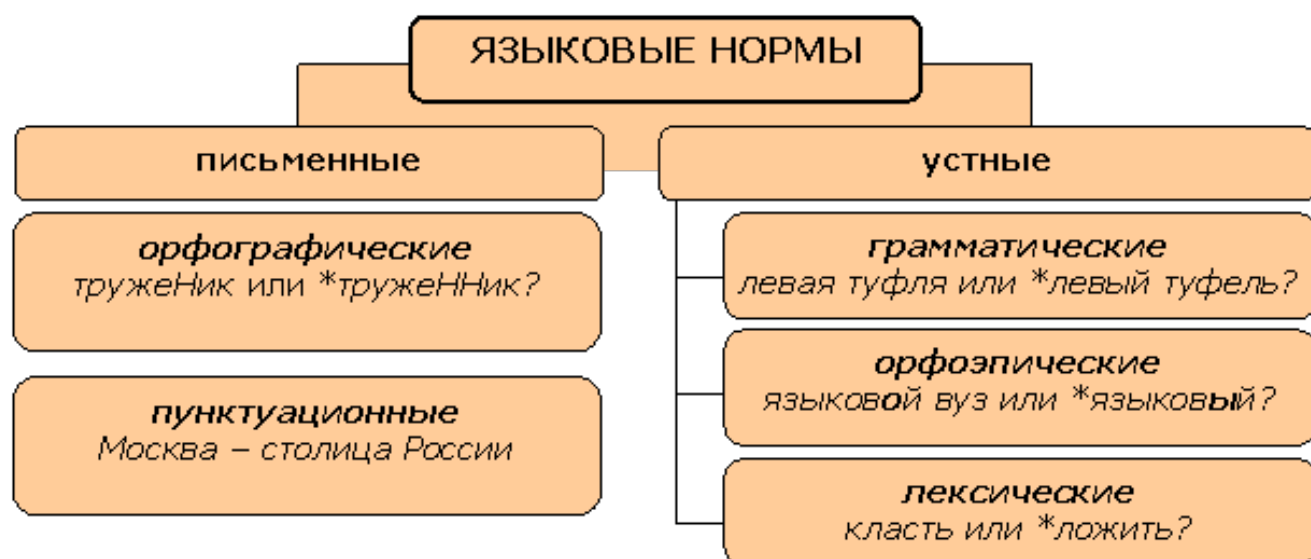 ЯЗЫКОВЫЕ НОРМЫ
письменные
орфографические
тружеНик или *тружеННик?
пунктуационные
Москва – столица России
устные
грамматические
левая туфля или *левый туфель?
орфоэпические
языковой вуз или *языковый?
лексические
класть или *ложить?